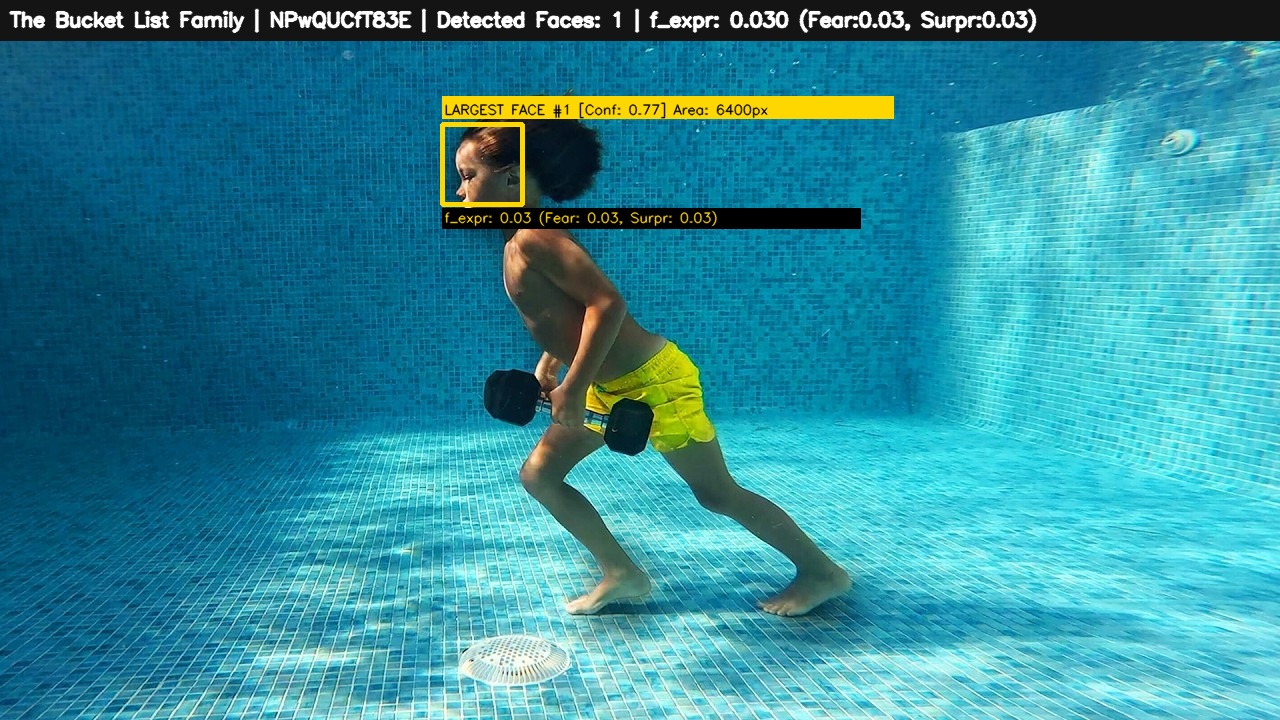 The Bucket List Family | NPwQUCfT83E | Detected Faces: 1 | f_expr: 0.030 (Fear:0.03, Surpr:0.03)
LARGEST FACE #1 [Conf: 0.77] Area: 6400px
f_expr: 0.03 (Fear: 0.03, Surpr: 0.03)